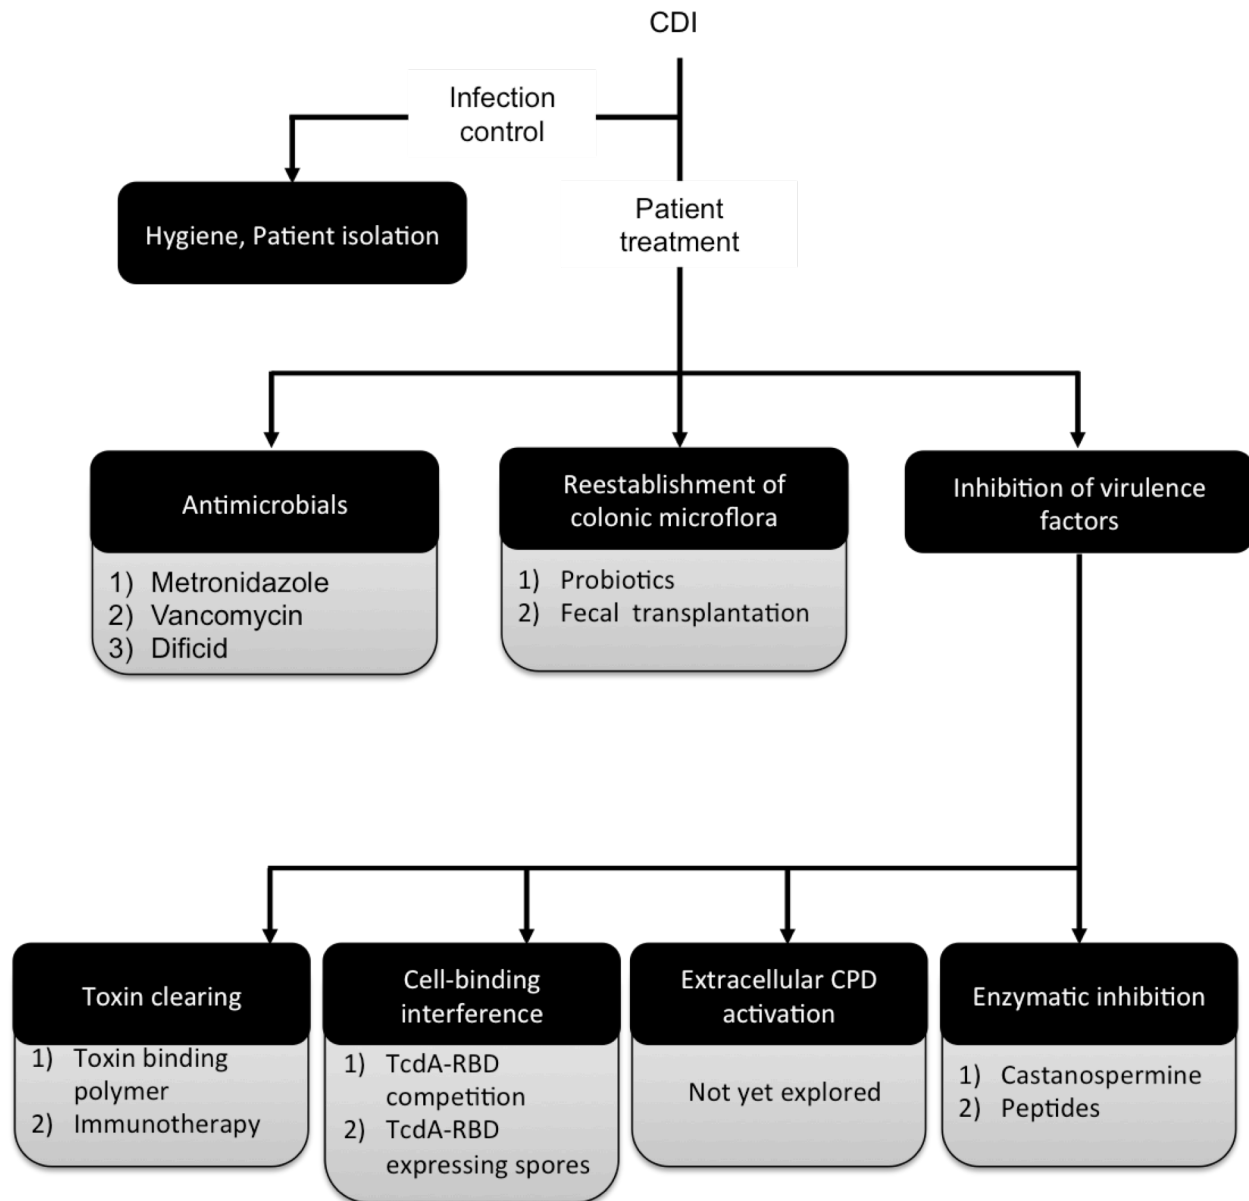 CDI
Infection
control
Hygiene, Patient isolation
Patient
treatment
Antimicrobials
1) Metronidazole
2) Vancomycin
3) Dificid
Reestablishment of
colonic microflora
1) Probiotics
2) Fecal transplantation
Inhibition of virulence
factors
Toxin clearing
1) Toxin binding
polymer
2) Immunotherapy
Cell-binding
interference
1) TcdA-RBD
competition
2) TcdA-RBD
expressing spores
Extracellular CPD
activation
Not yet explored
Enzymatic inhibition
1) Castanospermine
2) Peptides